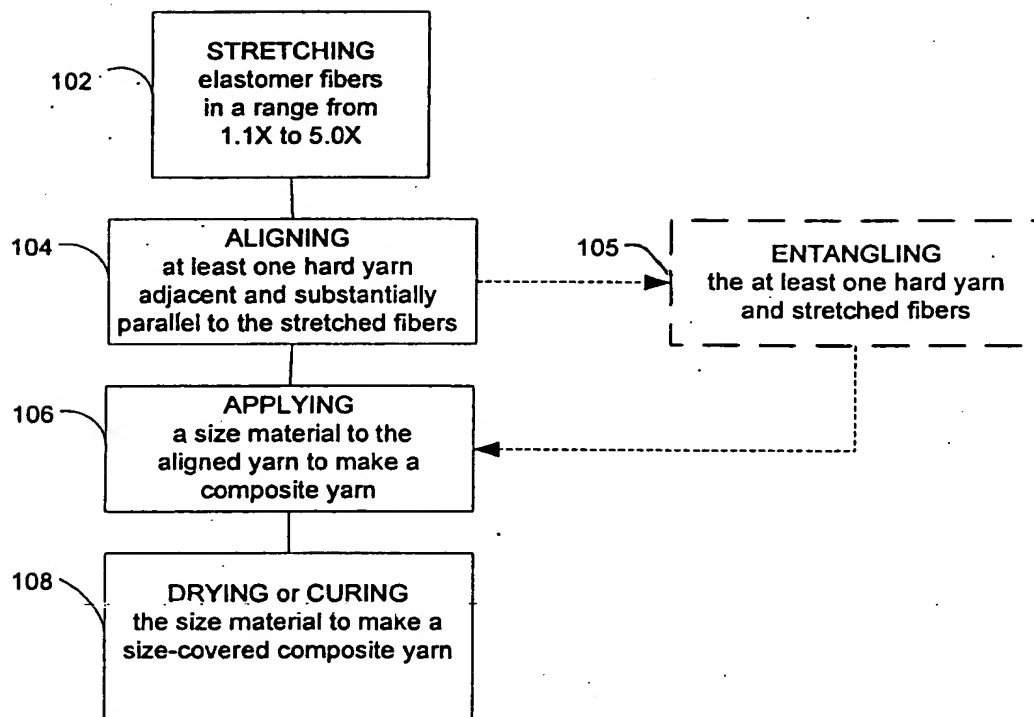 102
STRETCHING
elastomer fibers
in a range from
1.1X to 5.0X
104
ALIGNING
at least one hard yarn
adjacent and substantially
parallel to the stretched fibers
105
ENTANGLING
the at least one hard yarn
and stretched fibers
106
APPLYING
a size material to the
aligned yarn to make a
composite yarn
108
DRYING or CURING
the size material to make a
size-covered composite yarn